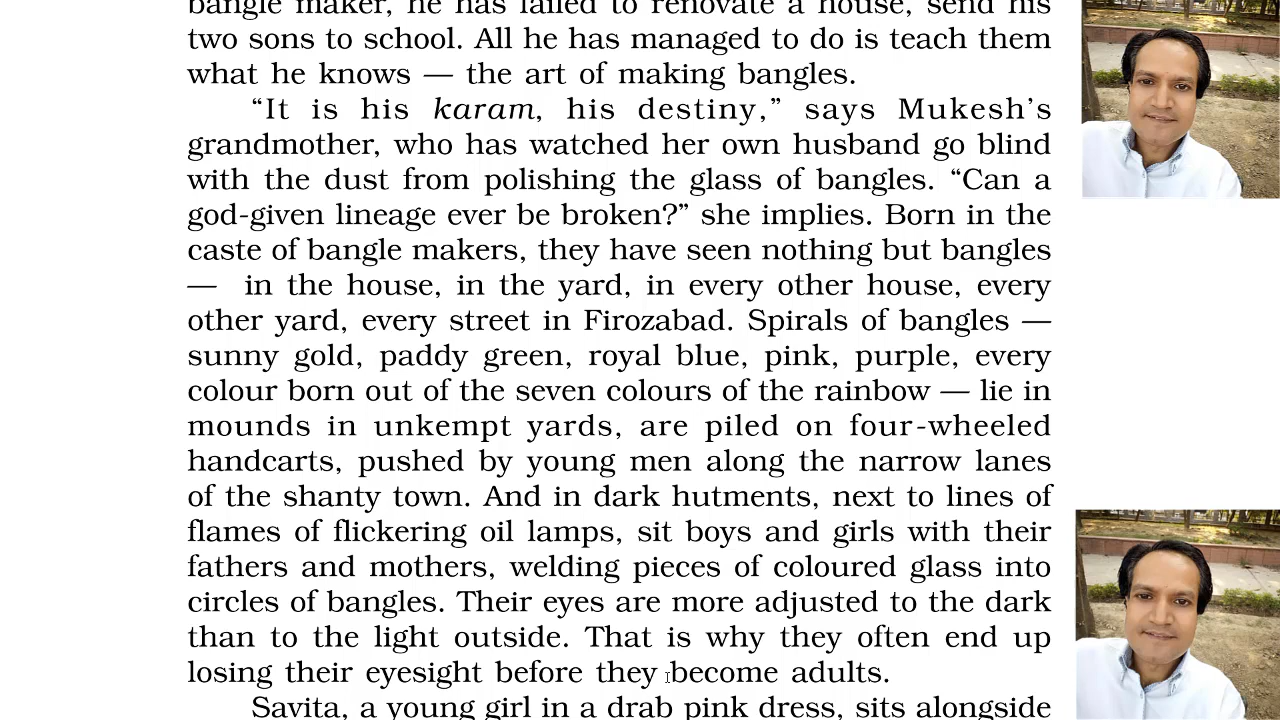 bangle maker, he has failed to renovate a house, send his
two sons to school. All he has managed to do is teach them
what he knows — the art of making bangles.
“It is his karam, his destiny,” says Mukesh’s
grandmother, who has watched her own husband go blind
with the dust from polishing the glass of bangles. “Can a
god-given lineage ever be broken?” she implies. Born in the
caste of bangle makers, they have seen nothing but bangles
— in the house, in the yard, in every other house, every
other yard, every street in Firozabad. Spirals of bangles —
sunny gold, paddy green, royal blue, pink, purple, every
colour born out of the seven colours of the rainbow — lie in
mounds in unkempt yards, are piled on four-wheeled
handcarts, pushed by young men along the narrow lanes
of the shanty town. And in dark hutments, next to lines of
flames of flickering oil lamps, sit boys and girls with their
fathers and mothers, welding pieces of coloured glass into
circles of bangles. Their eyes are more adjusted to the dark
than to the light outside. That is why they often end up
losing their eyesight before they become adults.
Savita, a young girl in a drab pink dress, sits alongside